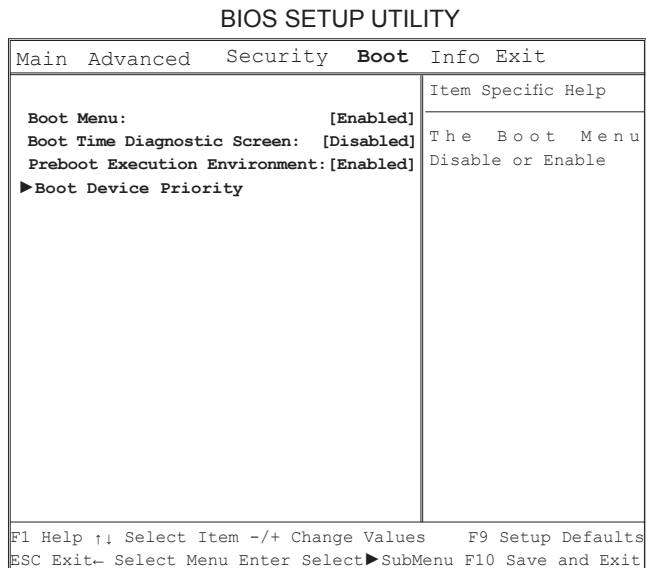 BIOS SETUP UTILITY
Main Advanced Security Boot Info Exit
Item Specific Help
Boot Menu: [Enabled]
Boot Time Diagnostic Screen: [Disabled]
The Boot Menu
Preboot Execution Environment:[Enabled]
Disable or Enable
►Boot Device Priority
F1 Help ↑↓ Select Item -/+ Change Values F9 Setup Defaults
ESC Exit← Select Menu Enter Select►SubMenu F10 Save and Exit